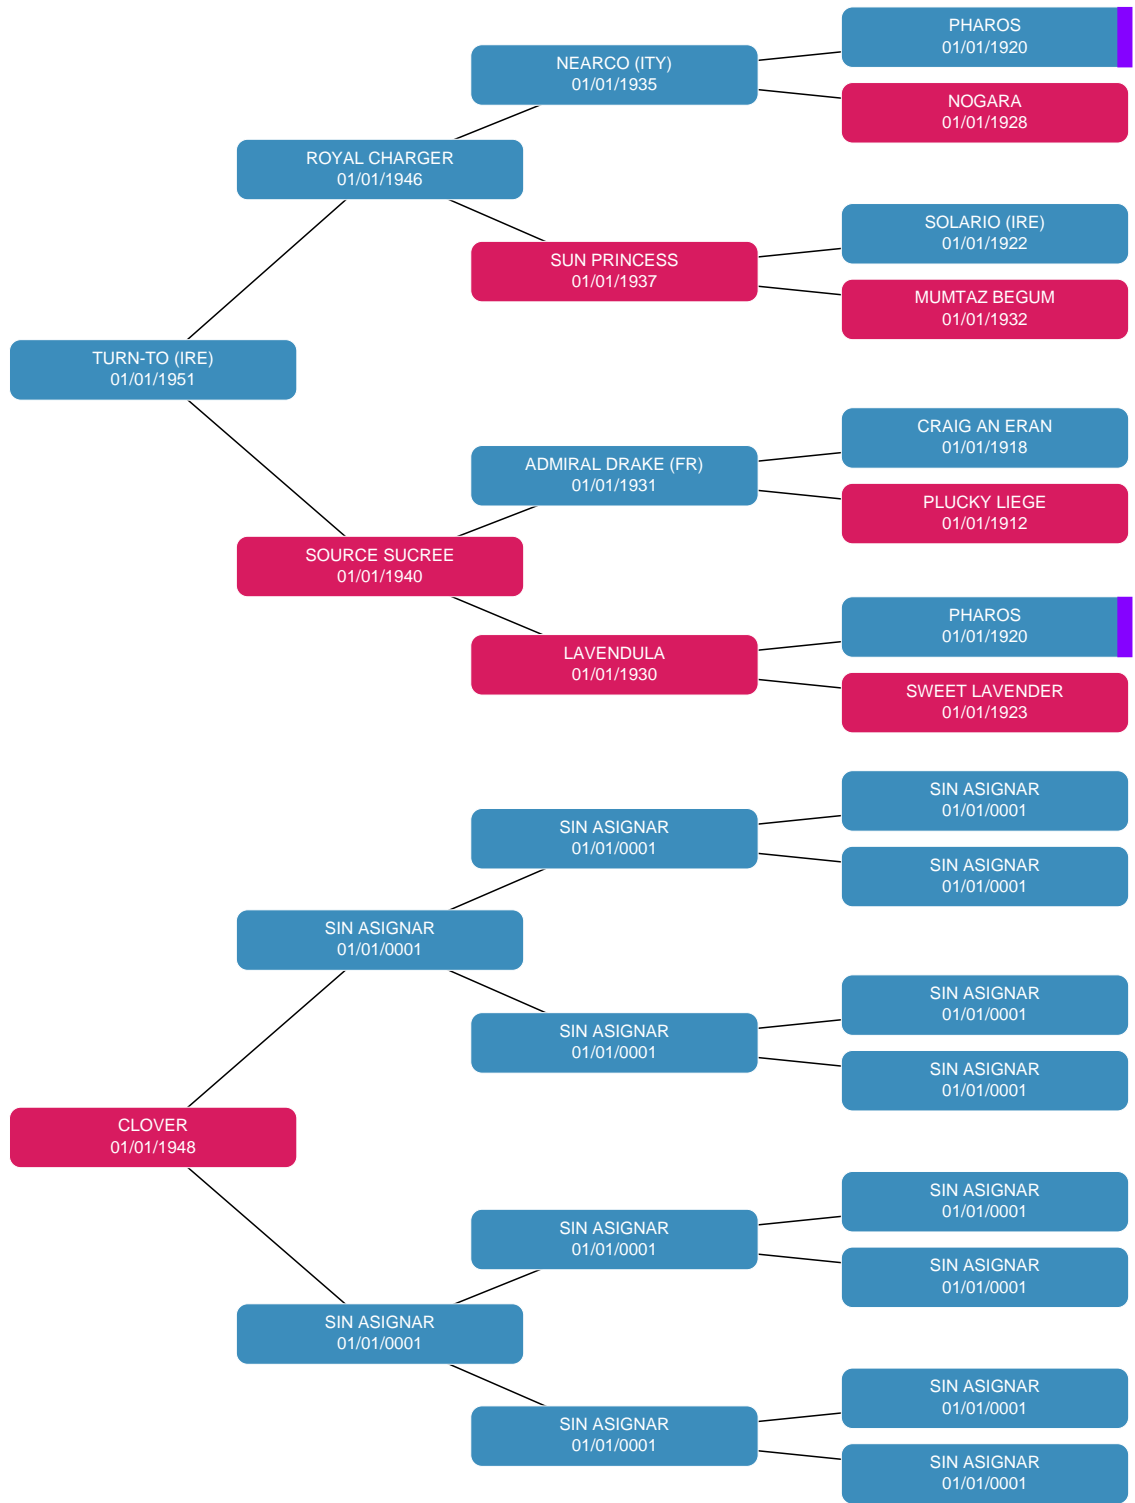 PHAROS
01/01/1920
NEARCO (ITY)
01/01/1935
NOGARA
01/01/1928
ROYAL CHARGER
01/01/1946
SOLARIO (IRE)
01/01/1922
SUN PRINCESS
01/01/1937
MUMTAZ BEGUM
01/01/1932
TURN-TO (IRE)
01/01/1951
CRAIG AN ERAN
01/01/1918
ADMIRAL DRAKE (FR)
01/01/1931
PLUCKY LIEGE
01/01/1912
SOURCE SUCREE
01/01/1940
PHAROS
01/01/1920
LAVENDULA
01/01/1930
SWEET LAVENDER
01/01/1923
SIN ASIGNAR
01/01/0001
SIN ASIGNAR
01/01/0001
SIN ASIGNAR
01/01/0001
SIN ASIGNAR
01/01/0001
SIN ASIGNAR
01/01/0001
SIN ASIGNAR
01/01/0001
SIN ASIGNAR
01/01/0001
CLOVER
01/01/1948
SIN ASIGNAR
01/01/0001
SIN ASIGNAR
01/01/0001
SIN ASIGNAR
01/01/0001
SIN ASIGNAR
01/01/0001
SIN ASIGNAR
01/01/0001
SIN ASIGNAR
01/01/0001
SIN ASIGNAR
01/01/0001